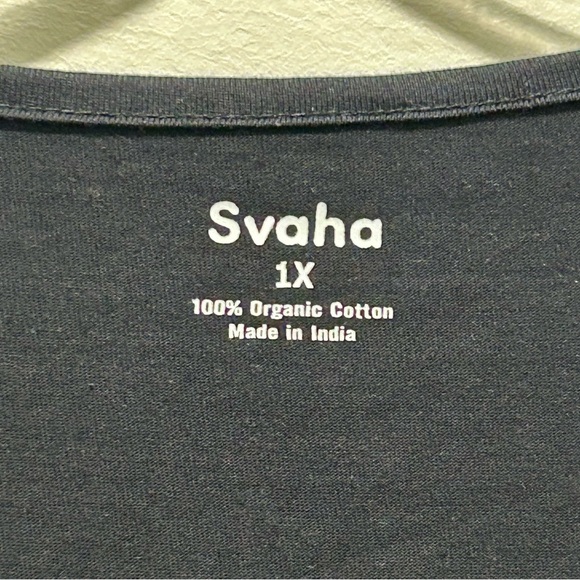 Svaha
1X
100% Organic Cotton
Made in India